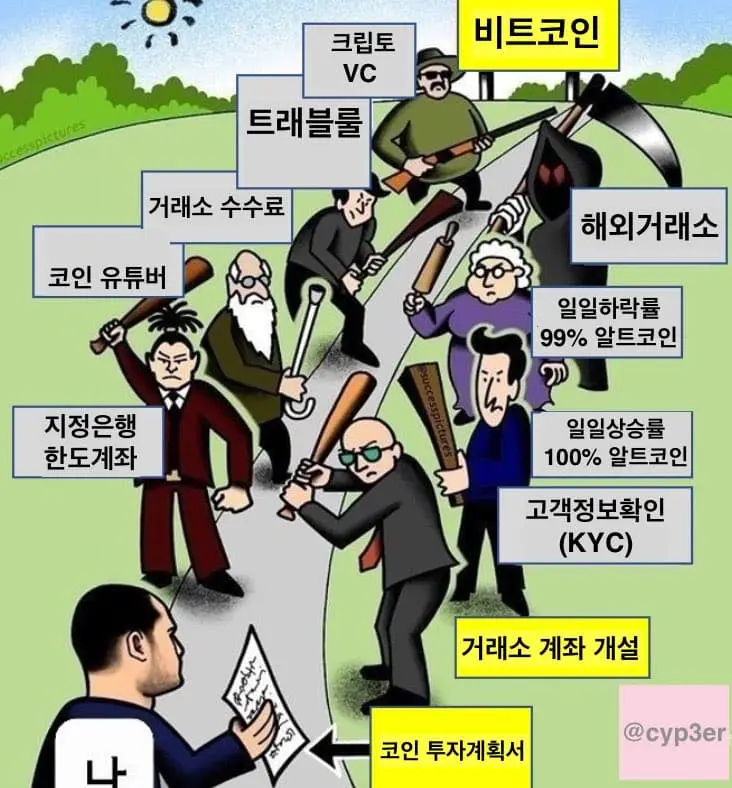 비트코인
크립토
VC
트래블룰
거래소 수수료
해외거래소
코인 유튜버
일일하락률
99% 알트코인
지정은행
한도계좌
일일상승률
100% 알트코인
고객정보확인
(KYC)
거래소 계좌 개설
코인 투자계획서
나
@cyp3er
@successpictures
successpictures